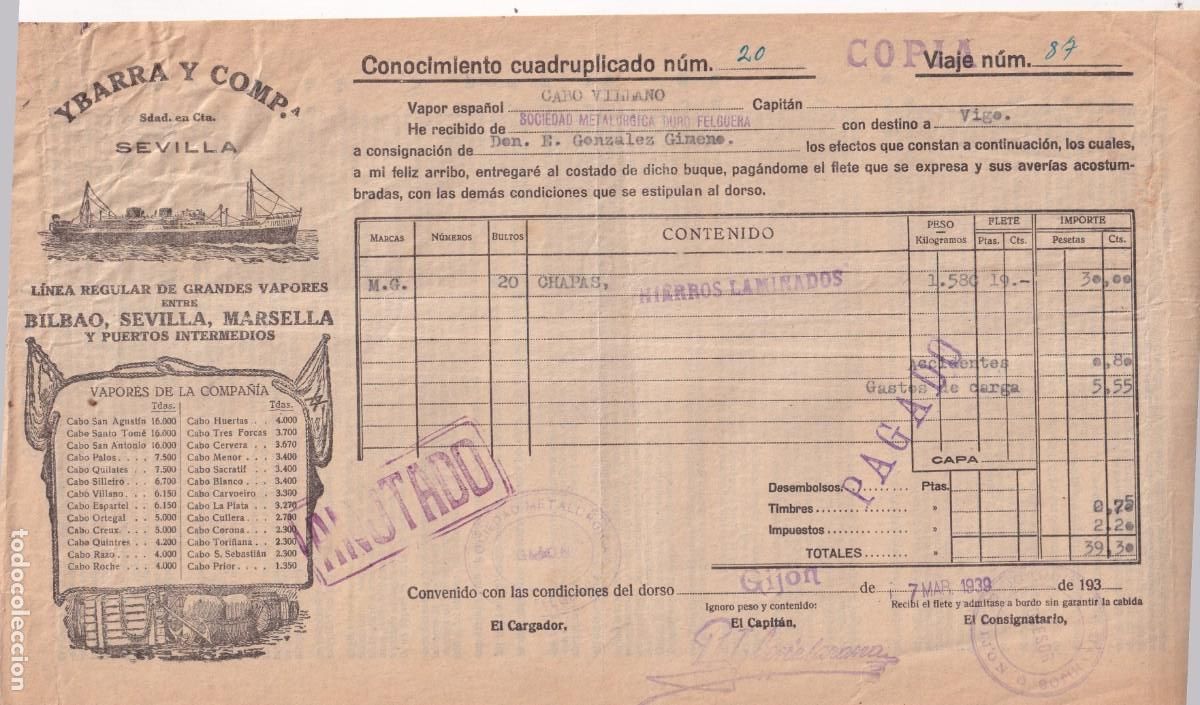 YBARRA Y COMP.ª
Sdad. en Cta.
SEVILLA
LÍNEA REGULAR DE GRANDES VAPORES
ENTRE
BILBAO, SEVILLA, MARSELLA
Y PUERTOS INTERMEDIOS
VAPORES DE LA COMPAÑÍA
Tdas. Tdas.
Cabo San Agustín 16.000 Cabo Huertas . . 4.000
Cabo Santo Tomé 16.000 Cabo Tres Forcas 3.700
Cabo San Antonio 16.000 Cabo Cervera . . 3.670
Cabo Palos . . . . 7.500 Cabo Menor . . . 3.400
Cabo Quilates . . 7.500 Cabo Sacratif . . 3.400
Cabo Silleiro . . . 6.700 Cabo Blanco . . . 3.400
Cabo Villano . . . 6.150 Cabo Carvoeiro . 3.300
Cabo Espartel . . 6.150 Cabo La Plata . . 3.270
Cabo Ortegal . . 5.000 Cabo Cullera . . 2.780
Cabo Creux . . . 5.000 Cabo Corona . . . 2.300
Cabo Quintres . . 4.200 Cabo Toriñana . . 2.300
Cabo Razo . . . . 4.000 Cabo S. Sebastián 2.300
Cabo Roche . . . 4.000 Cabo Prior . . . . 1.350
Conocimiento cuadruplicado núm. 20 COPIA Viaje núm. 87
Vapor español CABO VILLANO Capitán
He recibido de SOCIEDAD METALURGICA DURO FELGUERA con destino a Vigo.
a consignación de Don. E. Gonzalez Gimeno. los efectos que constan a continuación, los cuales,
a mi feliz arribo, entregaré al costado de dicho buque, pagándome el flete que se expresa y sus averías acostum-
bradas, con las demás condiciones que se estipulan al dorso.
MARCAS NÚMEROS BULTOS CONTENIDO PESO Kilogramos FLETE Ptas. Cts. IMPORTE Pesetas Cts.
M.G. 20 CHAPAS, HIERROS LAMINADOS 1.580 19.- 30,00
Accidentes 0,80
Gastos de carga 5,55
PAGADO
CAPA
MINUTADO
Desembolsos. Ptas.
Timbres » 0,75
Impuestos » 2.20
TOTALES » 39,30
Convenido con las condiciones del dorso Gijón de 7 MAR. 1939 de 193
Ignoro peso y contenido: Recibí el flete y admítase a bordo sin garantir la cabida
El Cargador, El Capitán, El Consignatario,
todocoleccion